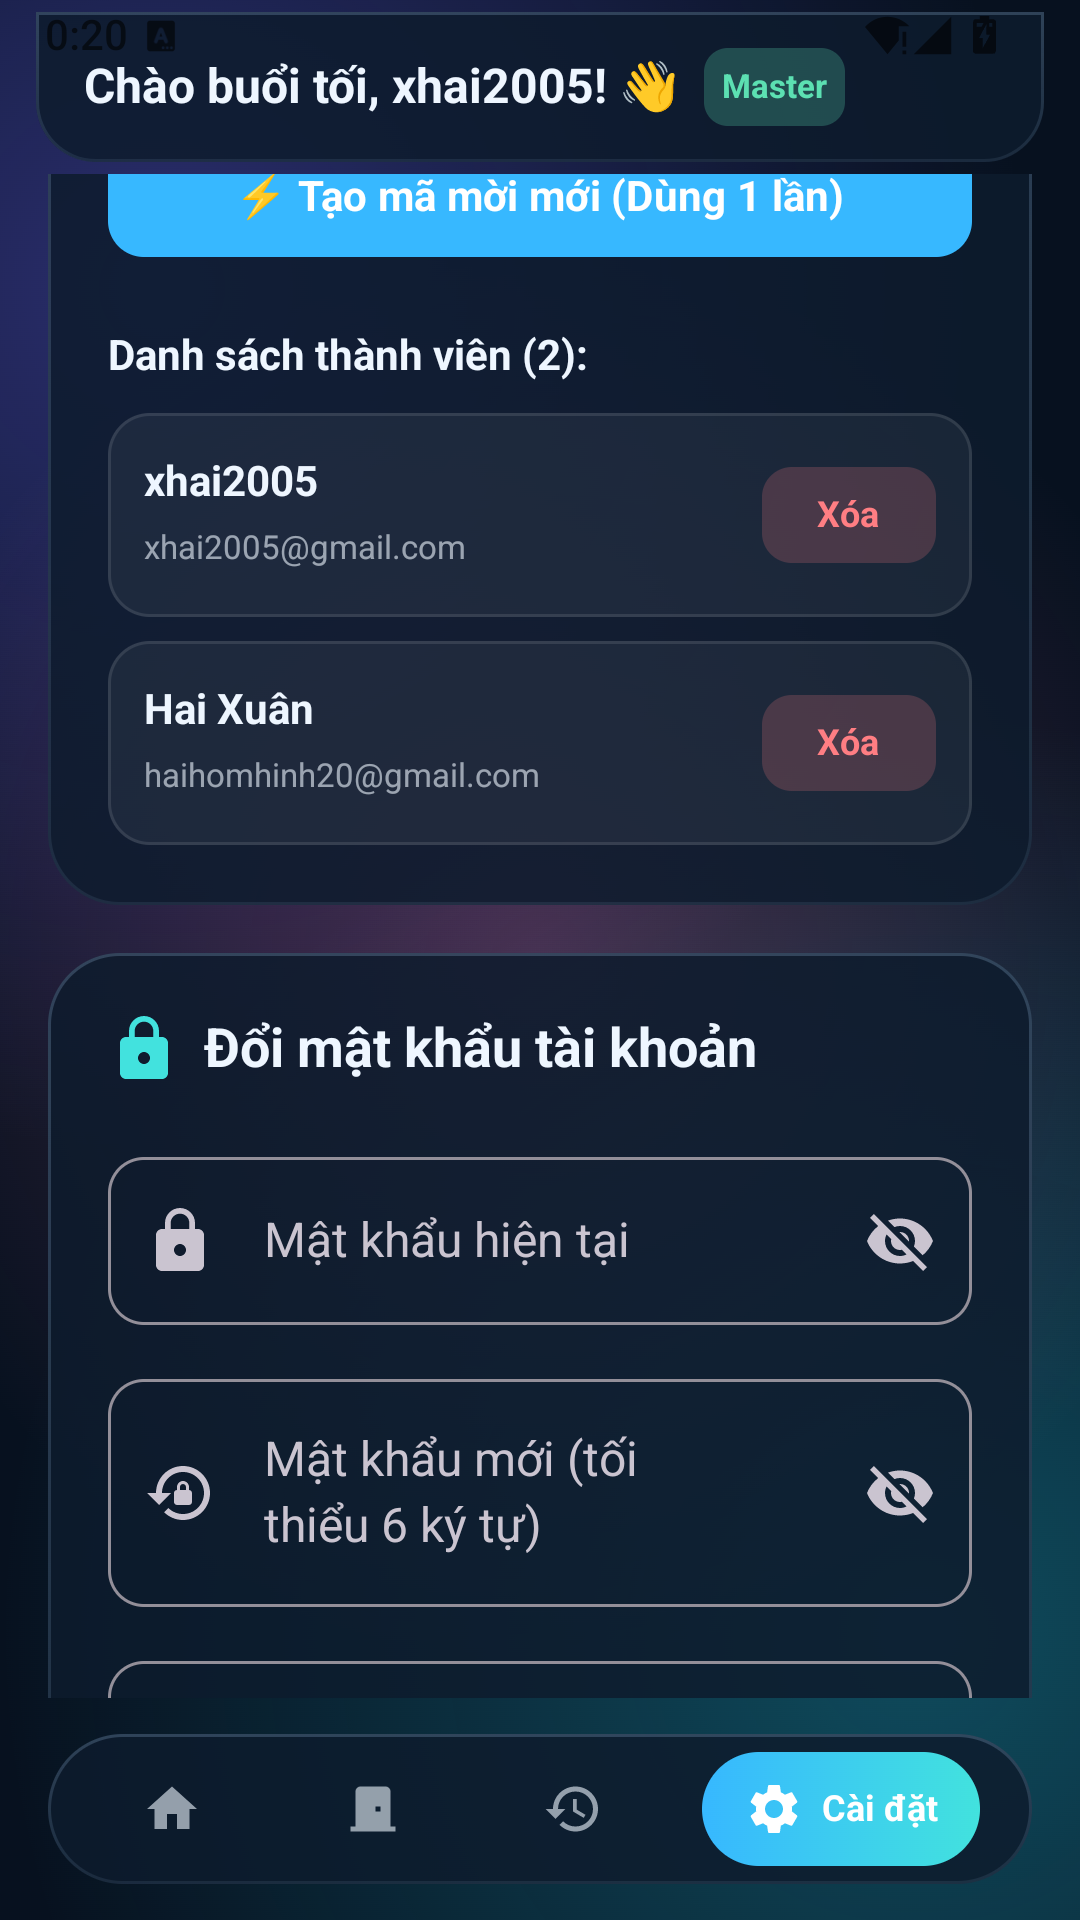 0:20
Chào buổi tối, xhai2005! 👋 Master
⚡ Tạo mã mời mới (Dùng 1 lần)
Danh sách thành viên (2):
xhai2005
xhai2005@gmail.com
Xóa
Hai Xuân
haihomhinh20@gmail.com
Xóa
Đổi mật khẩu tài khoản
Mật khẩu hiện tại
Mật khẩu mới (tối
thiểu 6 ký tự)
Cài đặt